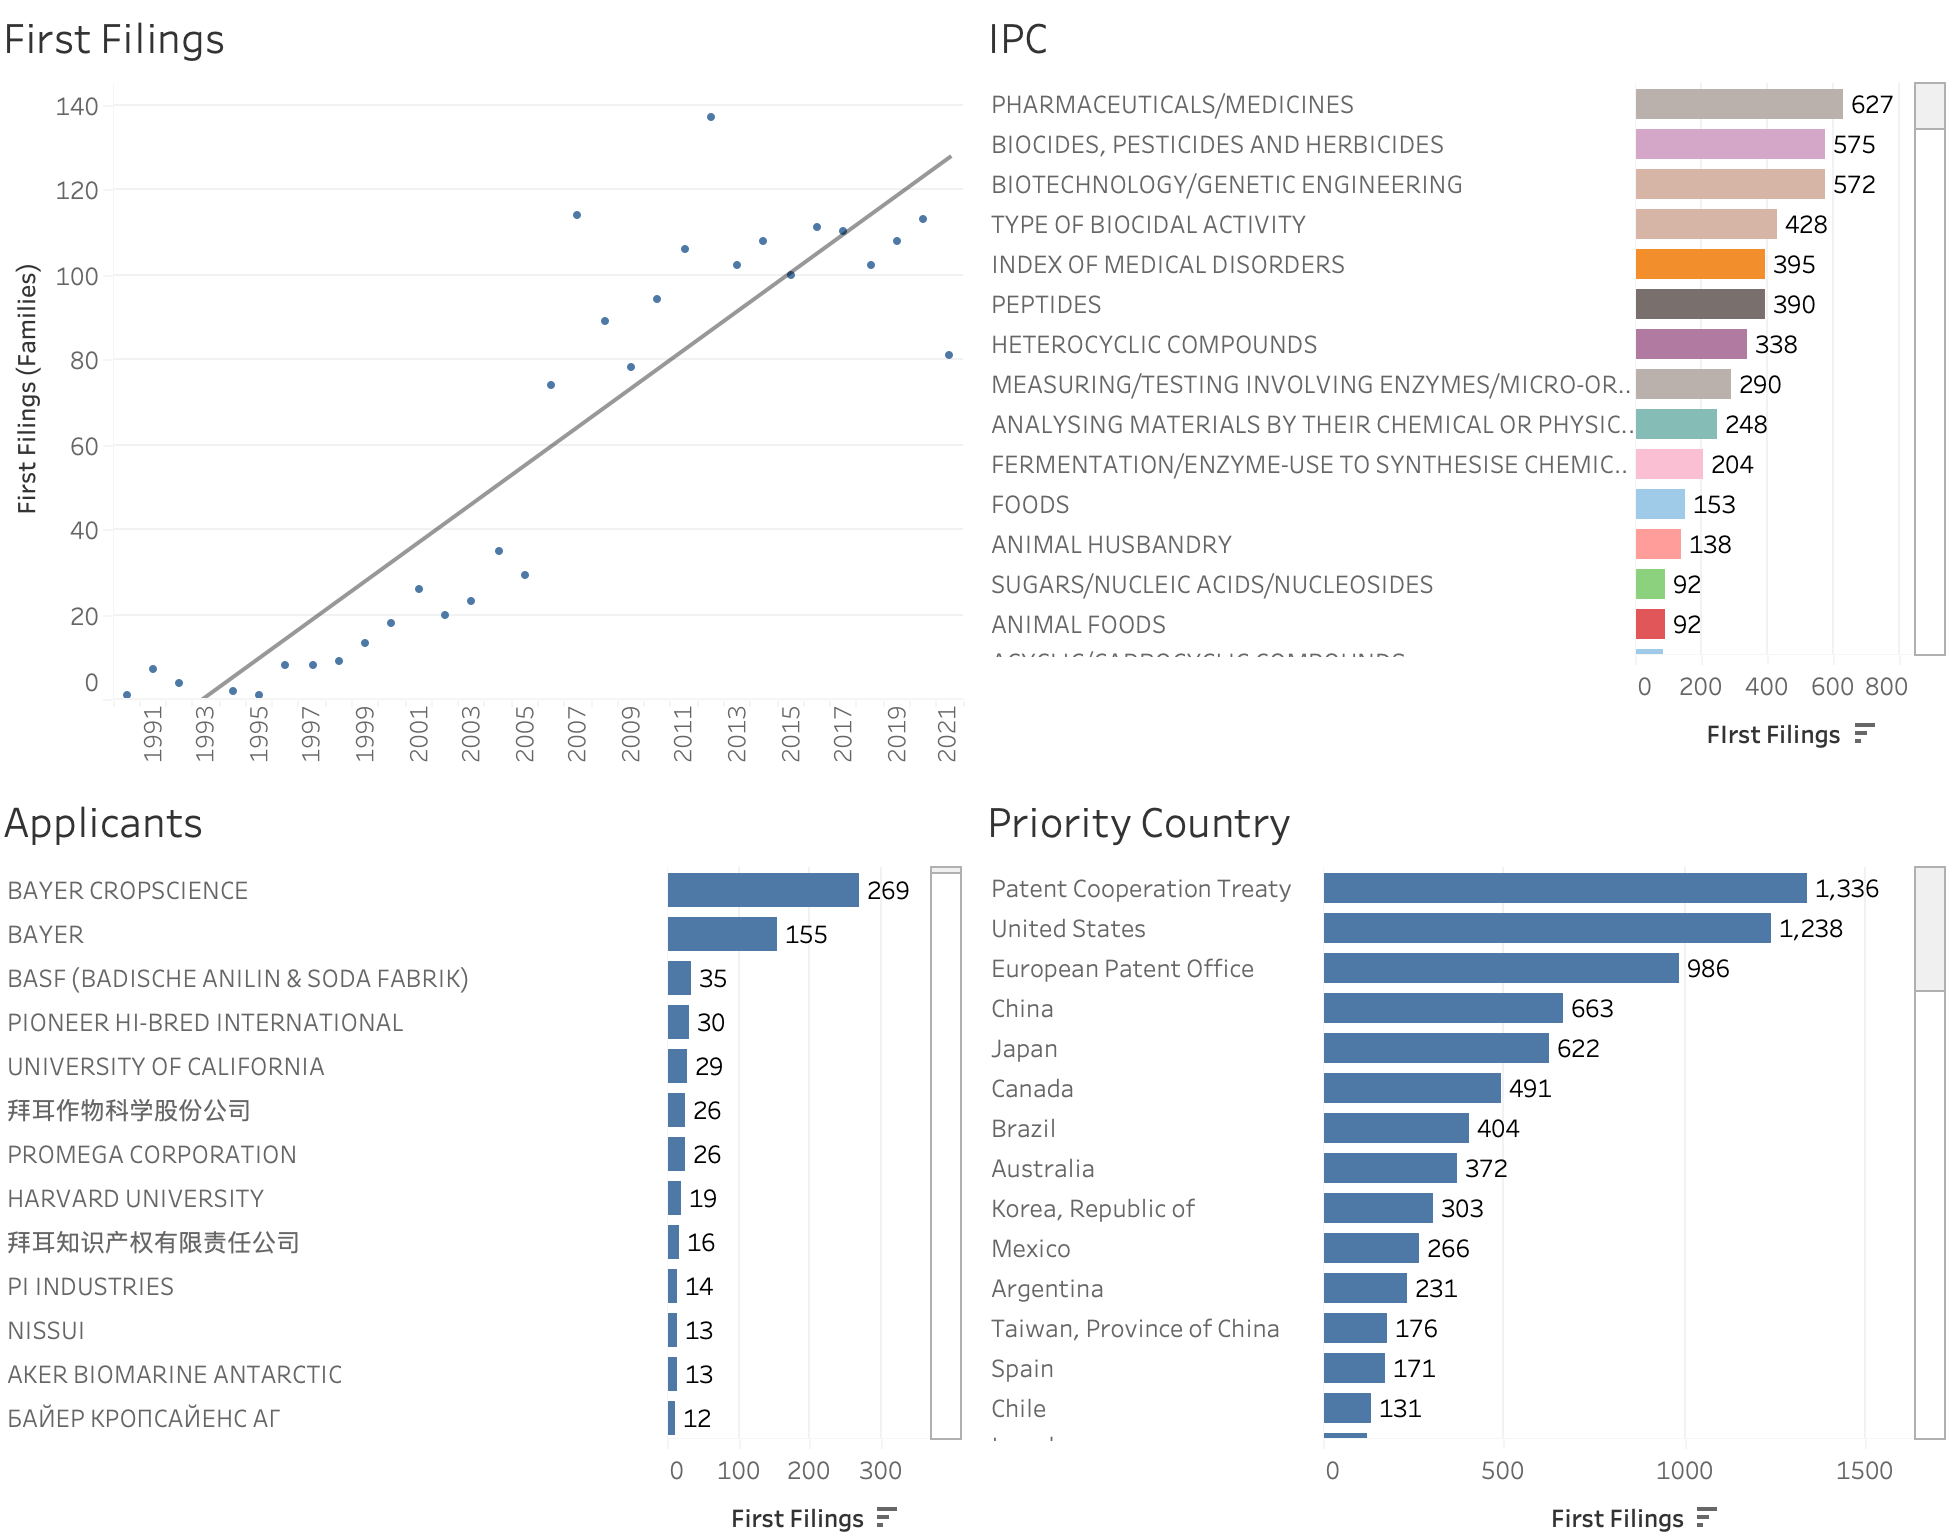 First Filings
140
120
100
80
60
40
20
0
First Filings (Families)
1991
1993
1995
1997
1999
2001
2003
2005
2007
2009
2011
2013
2015
2017
2019
2021
IPC
PHARMACEUTICALS/MEDICINES 627
BIOCIDES, PESTICIDES AND HERBICIDES 575
BIOTECHNOLOGY/GENETIC ENGINEERING 572
TYPE OF BIOCIDAL ACTIVITY 428
INDEX OF MEDICAL DISORDERS 395
PEPTIDES 390
HETEROCYCLIC COMPOUNDS 338
MEASURING/TESTING INVOLVING ENZYMES/MICRO-OR.. 290
ANALYSING MATERIALS BY THEIR CHEMICAL OR PHYSIC.. 248
FERMENTATION/ENZYME-USE TO SYNTHESISE CHEMIC.. 204
FOODS 153
ANIMAL HUSBANDRY 138
SUGARS/NUCLEIC ACIDS/NUCLEOSIDES 92
ANIMAL FOODS 92
ACYCLIC/CARBOCYCLIC COMPOUNDS
0 200 400 600 800
FIrst Filings
Applicants
BAYER CROPSCIENCE 269
BAYER 155
BASF (BADISCHE ANILIN & SODA FABRIK) 35
PIONEER HI-BRED INTERNATIONAL 30
UNIVERSITY OF CALIFORNIA 29
拜耳作物科学股份公司 26
PROMEGA CORPORATION 26
HARVARD UNIVERSITY 19
拜耳知识产权有限责任公司 16
PI INDUSTRIES 14
NISSUI 13
AKER BIOMARINE ANTARCTIC 13
БАЙЕР КРОПСАЙЕНС АГ 12
0 100 200 300
First Filings
Priority Country
Patent Cooperation Treaty 1,336
United States 1,238
European Patent Office 986
China 663
Japan 622
Canada 491
Brazil 404
Australia 372
Korea, Republic of 303
Mexico 266
Argentina 231
Taiwan, Province of China 176
Spain 171
Chile 131
0 500 1000 1500
First Filings